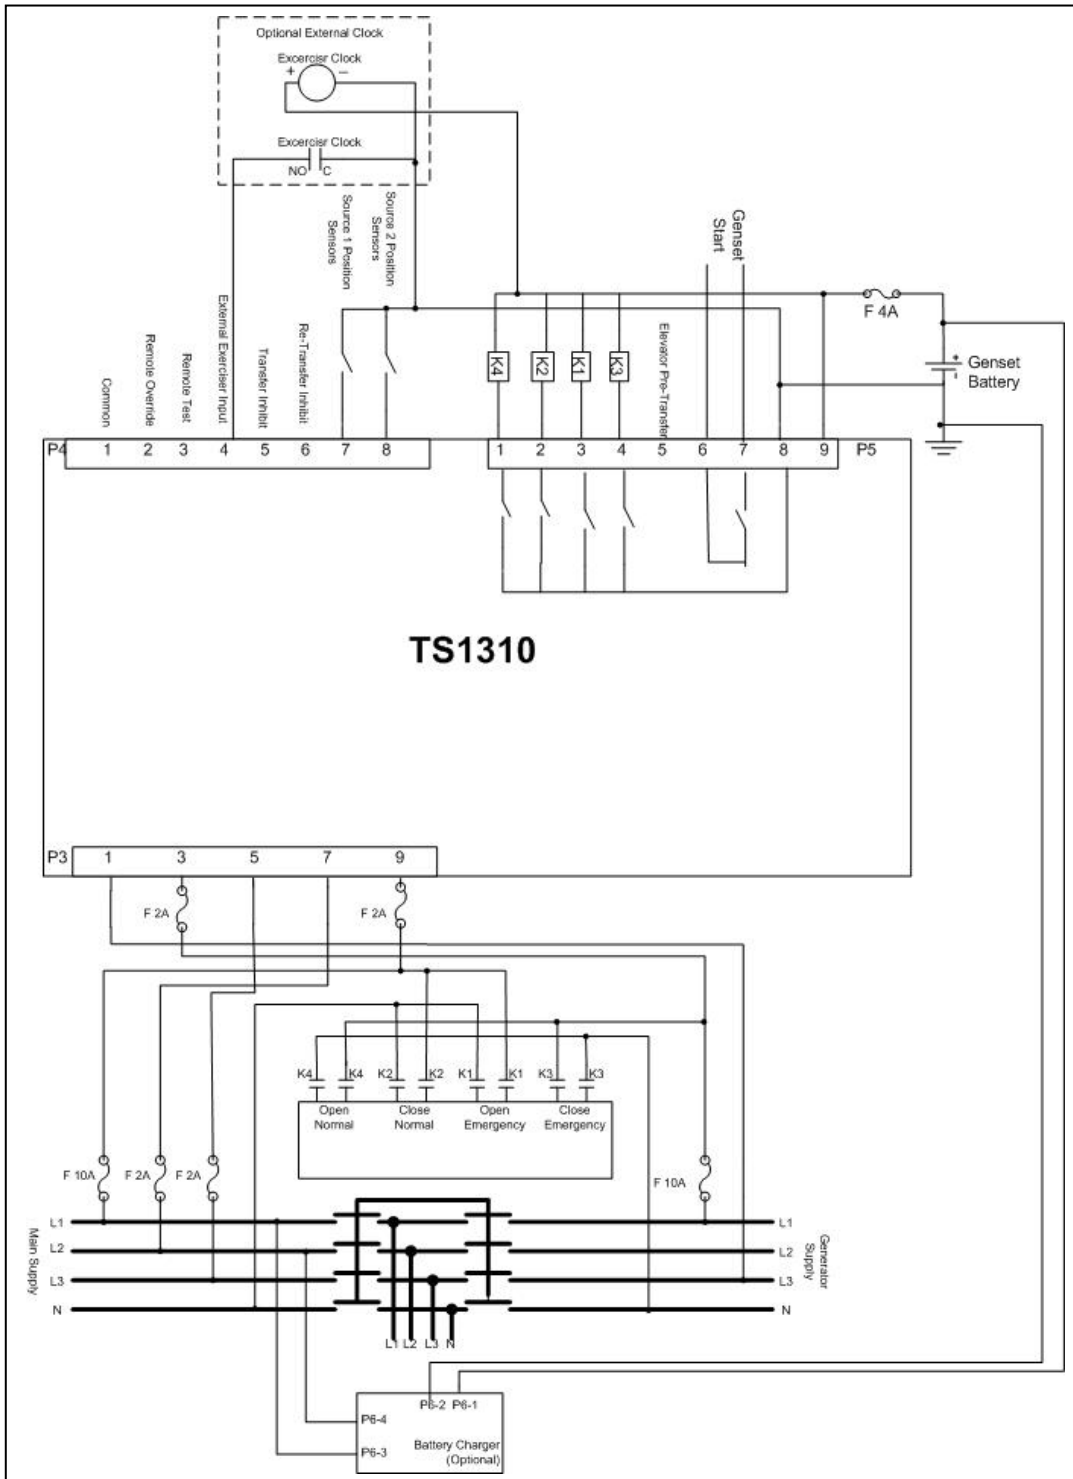 Optional External Clock
Excercisr Clock
+
–
Excercisr Clock
NO
C
Common
Remote Override
Remote Test
External Exerciser Input
Transfer Inhibit
Re-Transfer Inhibit
Source 1 Position
Sensors
Source 2 Position
Sensors
K4
K2
K1
K3
Elevator Pre-Transfer
Genset
Start
F 4A
+
-
Genset
Battery
P4
1
2
3
4
5
6
7
8
1
2
3
4
5
6
7
8
9
P5
TS1310
P3
1
3
5
7
9
F 2A
F 2A
K4
K4
K2
K2
K1
K1
K3
K3
Open
Normal
Close
Normal
Open
Emergency
Close
Emergency
F 10A
F 2A
F 2A
F 10A
Main Supply
L1
L2
L3
N
L1
L2
L3
N
Generator
Supply
L1
L2
L3
N
P6-2
P6-1
P6-4
P6-3
Battery Charger
(Optional)